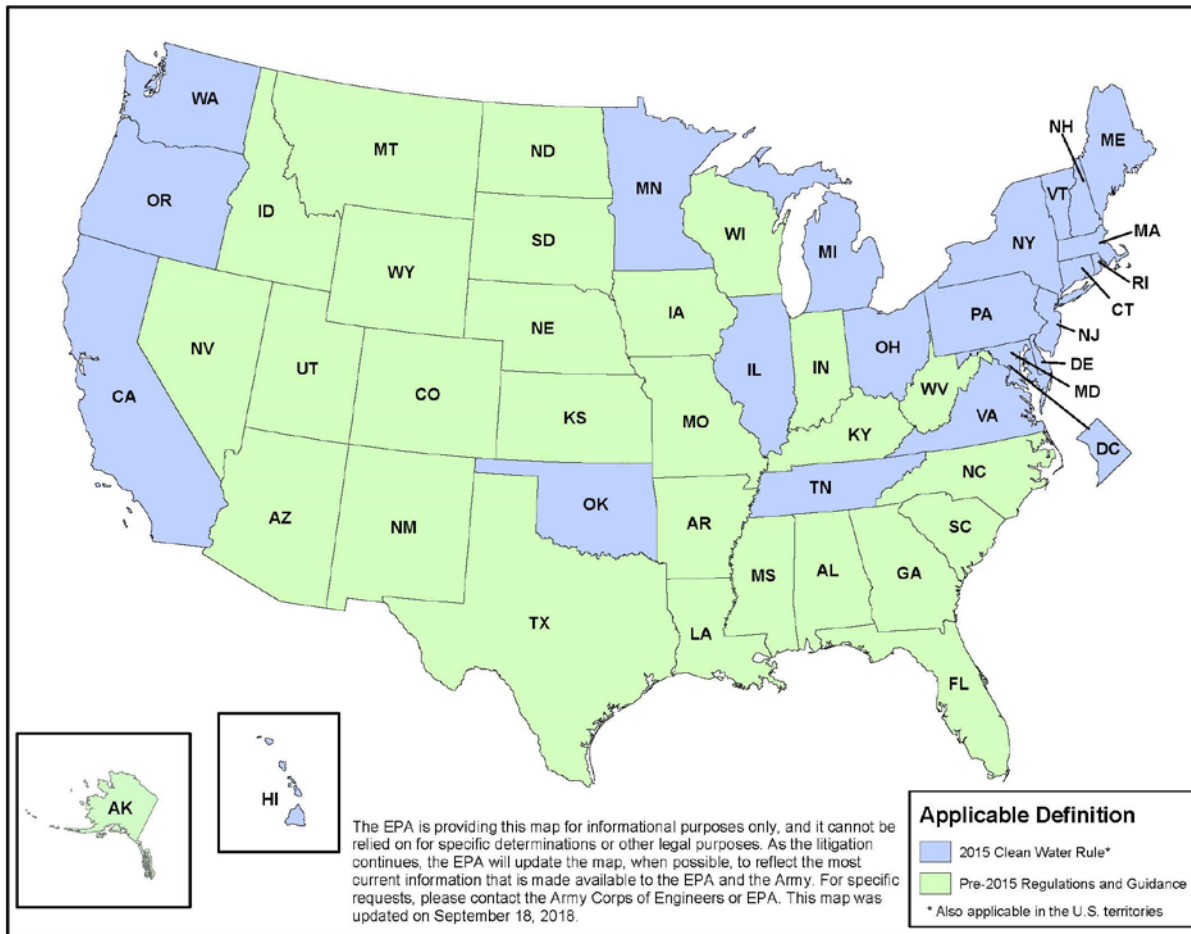 WA
MT
ND
MN
NH
ME
VT
OR
ID
SD
WI
MI
NY
MA
RI
CT
WY
IA
PA
NJ
NE
OH
DE
MD
NV
UT
CO
IL
IN
WV
VA
CA
KS
MO
KY
DC
NC
TN
OK
AZ
NM
AR
SC
MS
AL
GA
TX
LA
FL
AK
HI
The EPA is providing this map for informational purposes only, and it cannot be
relied on for specific determinations or other legal purposes. As the litigation
continues, the EPA will update the map, when possible, to reflect the most
current information that is made available to the EPA and the Army. For specific
requests, please contact the Army Corps of Engineers or EPA. This map was
updated on September 18, 2018.
Applicable Definition
2015 Clean Water Rule*
Pre-2015 Regulations and Guidance
* Also applicable in the U.S. territories